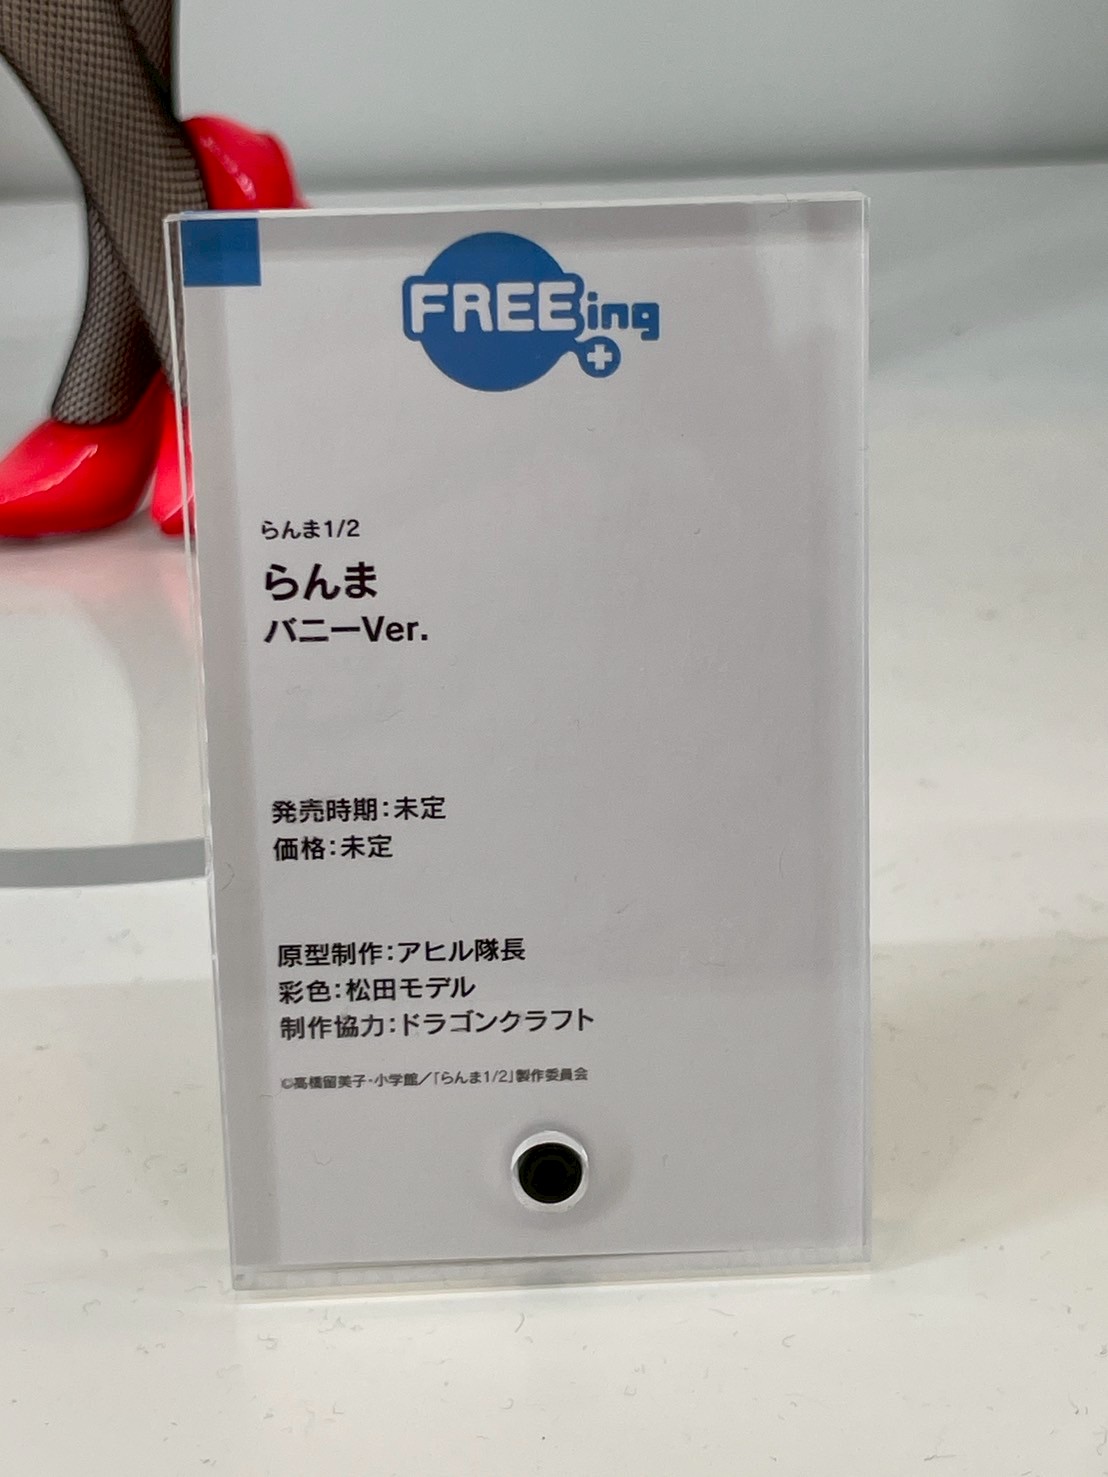 FREEing
らんま1/2
らんま
バニーVer.
発売時期：未定
価格：未定
原型制作：アヒル隊長
彩色：松田モデル
制作協力：ドラゴンクラフト
©高橋留美子・小学館／「らんま1/2」製作委員会